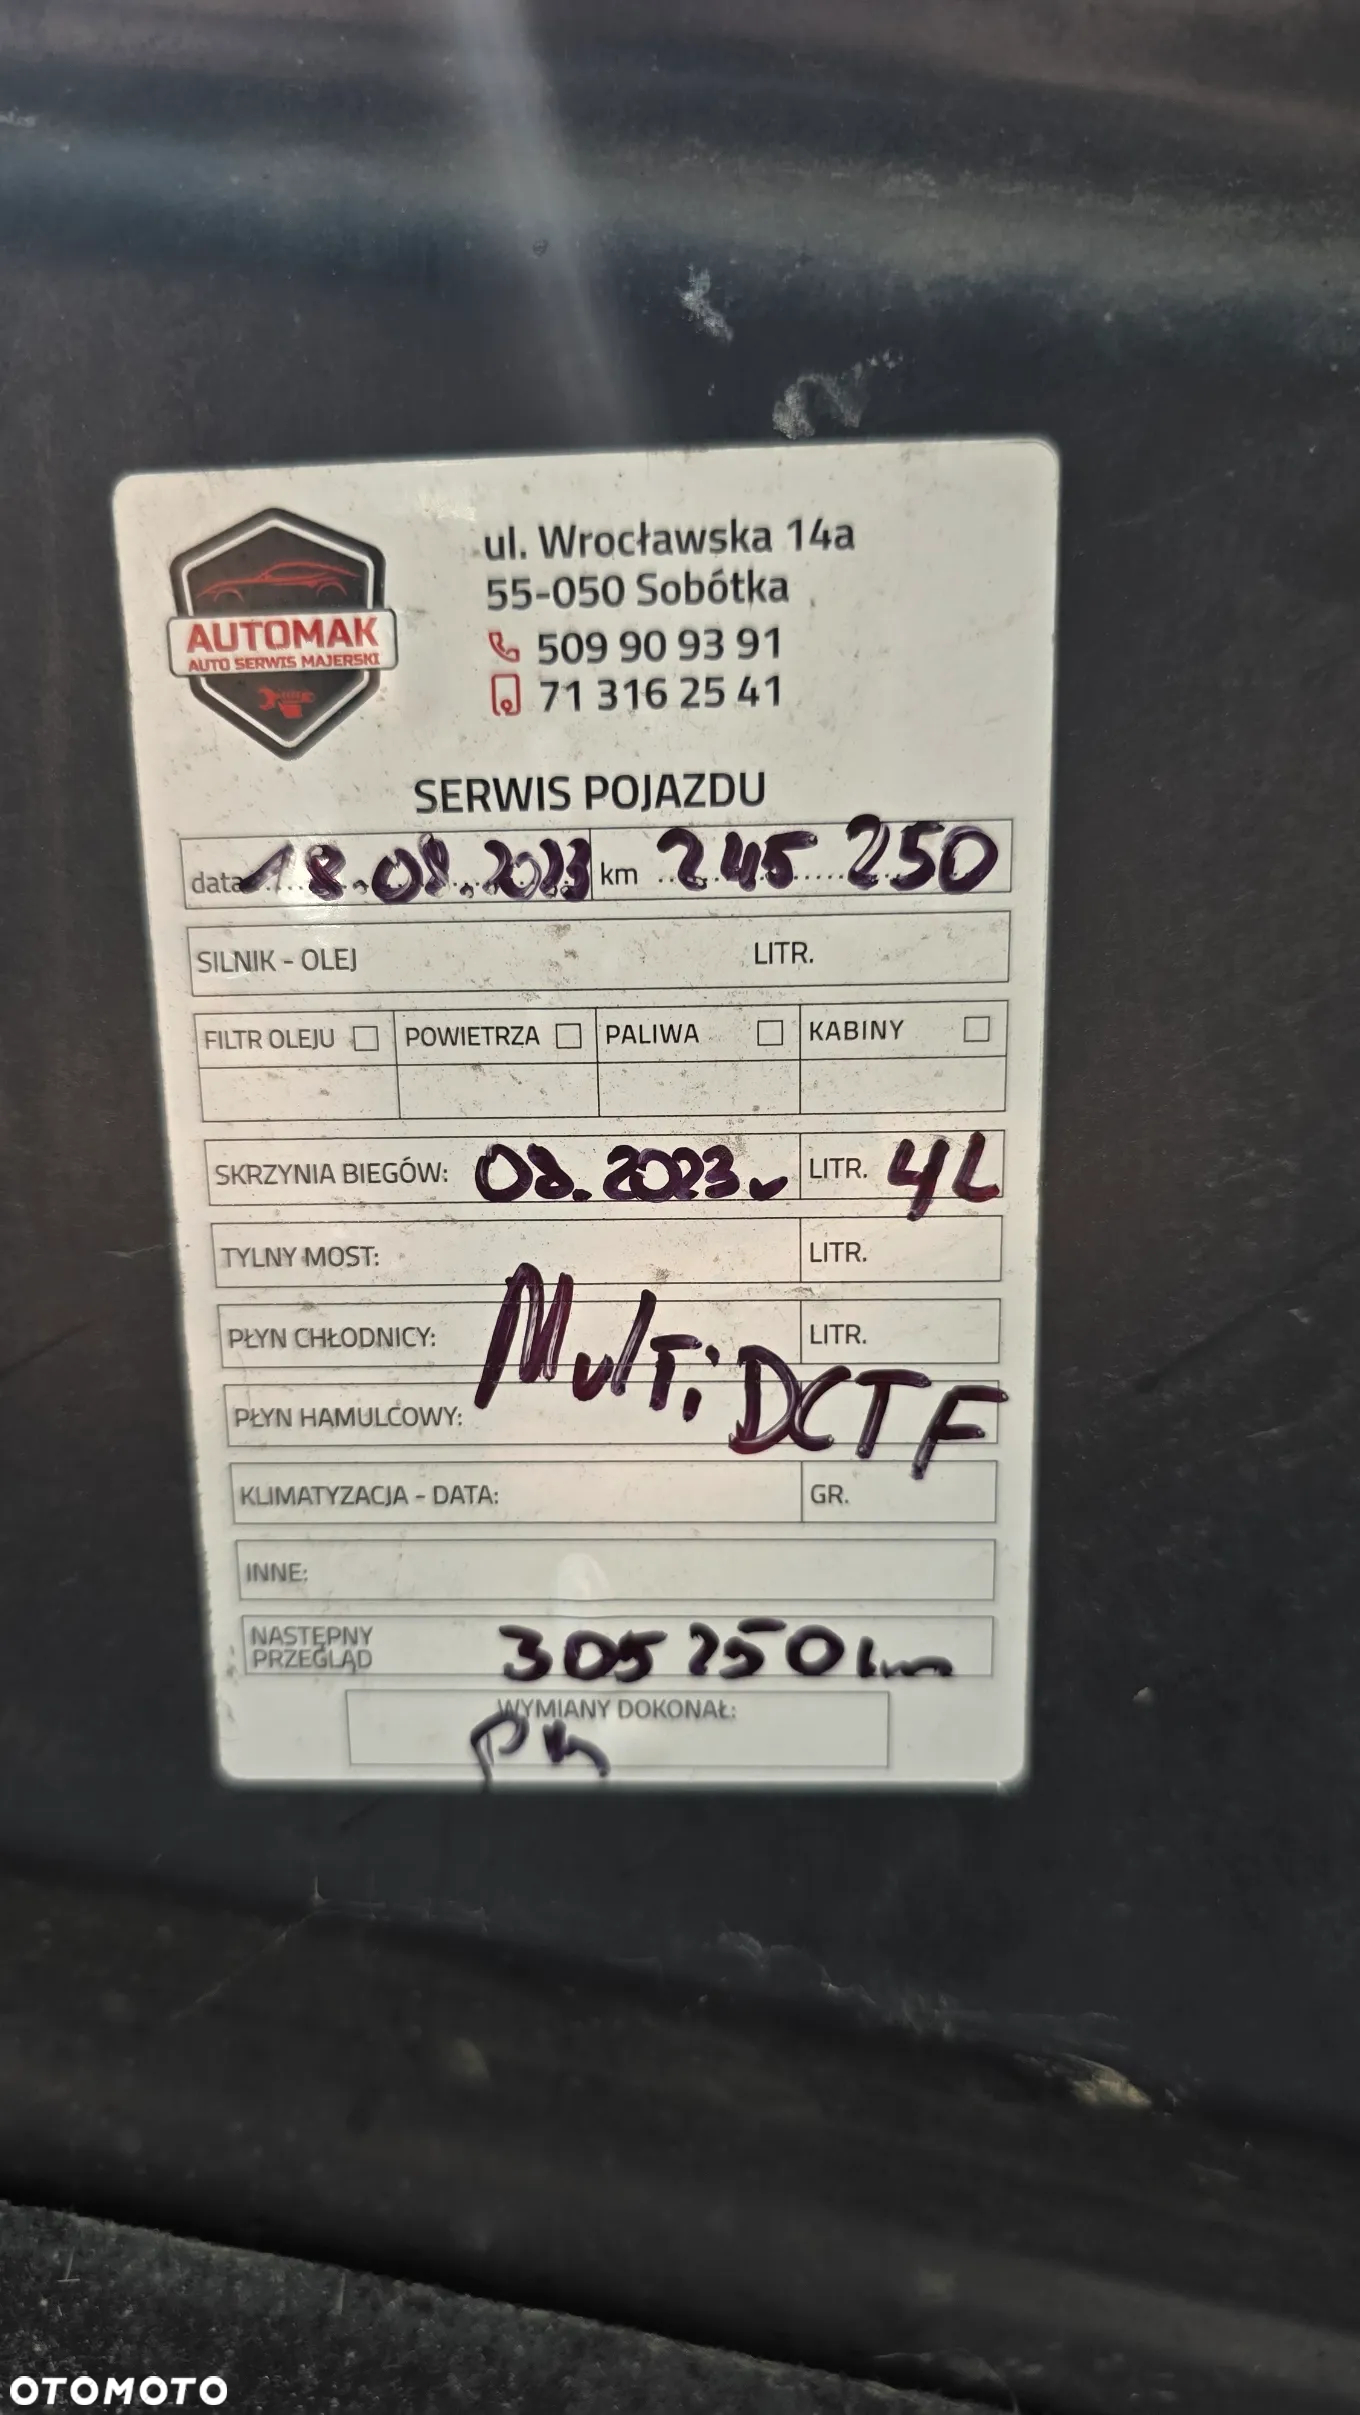 ul. Wrocławska 14a
55-050 Sobótka
AUTOMAK
AUTO SERWIS MAJERSKI
509 90 93 91
71 316 25 41
SERWIS POJAZDU
data 18.08.2023 km 245 250
SILNIK - OLEJ LITR.
FILTR OLEJU POWIETRZA PALIWA KABINY
SKRZYNIA BIEGÓW: 08.2023 LITR. 4L
TYLNY MOST: LITR.
PŁYN CHŁODNICY: LITR.
Multi DCTF
PŁYN HAMULCOWY:
KLIMATYZACJA - DATA: GR.
INNE:
NASTĘPNY
PRZEGLĄD 305 250 km
WYMIANY DOKONAŁ:
OTOMOTO